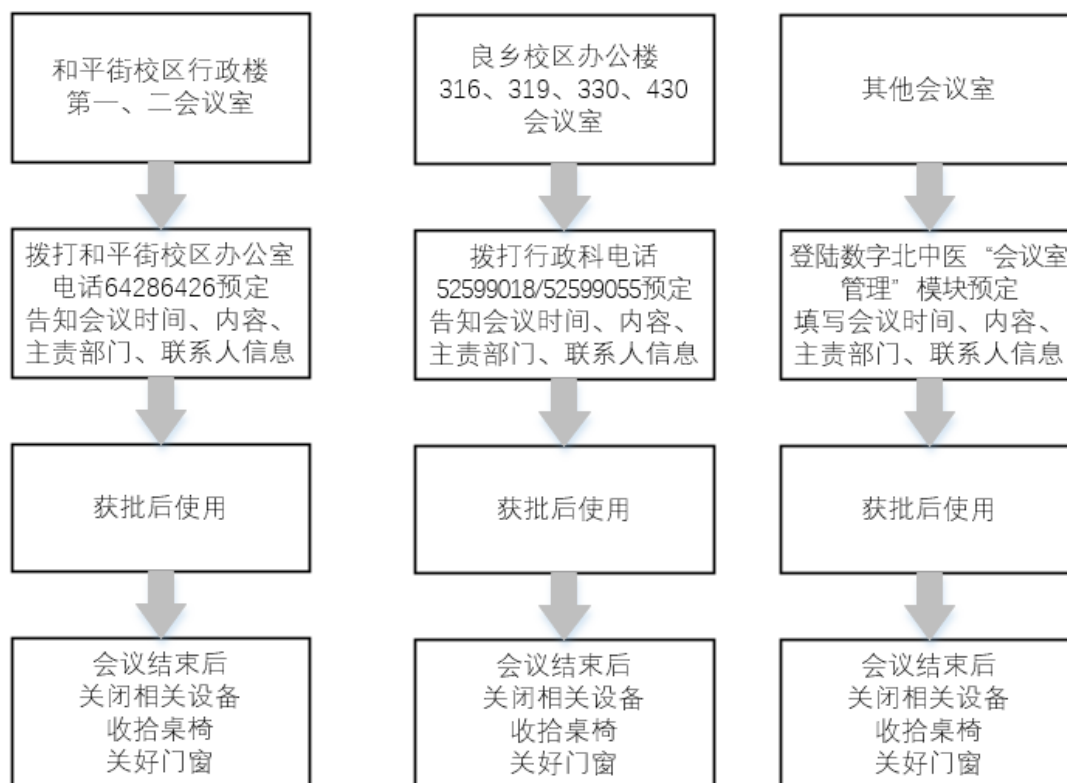 和平街校区行政楼
第一、二会议室
良乡校区办公楼
316、319、330、430
会议室
其他会议室
拨打和平街校区办公室
电话64286426预定
告知会议时间、内容、
主责部门、联系人信息
拨打行政科电话
52599018/52599055预定
告知会议时间、内容、
主责部门、联系人信息
登陆数字北中医 “会议室
管理” 模块预定
填写会议时间、内容、
主责部门、联系人信息
获批后使用
获批后使用
获批后使用
会议结束后
关闭相关设备
收拾桌椅
关好门窗
会议结束后
关闭相关设备
收拾桌椅
关好门窗
会议结束后
关闭相关设备
收拾桌椅
关好门窗